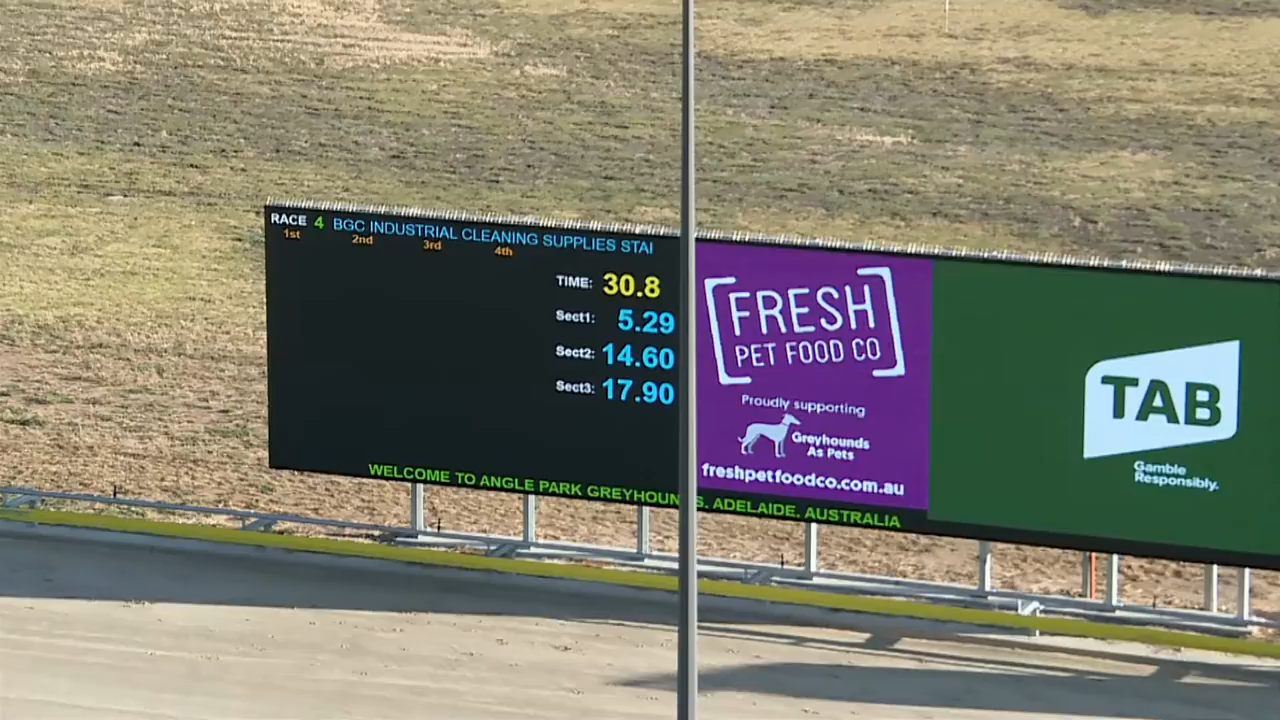 RACE 4 BGC INDUSTRIAL CLEANING SUPPLIES STAI
1st 2nd 3rd 4th
TIME: 30.8
Sect1: 5.29
Sect2: 14.60
Sect3: 17.90
WELCOME TO ANGLE PARK GREYHOUN S. ADELAIDE. AUSTRALIA
FRESH
PET FOOD CO
Proudly supporting
Greyhounds
As Pets
freshpetfoodco.com.au
TAB
Gamble
Responsibly.